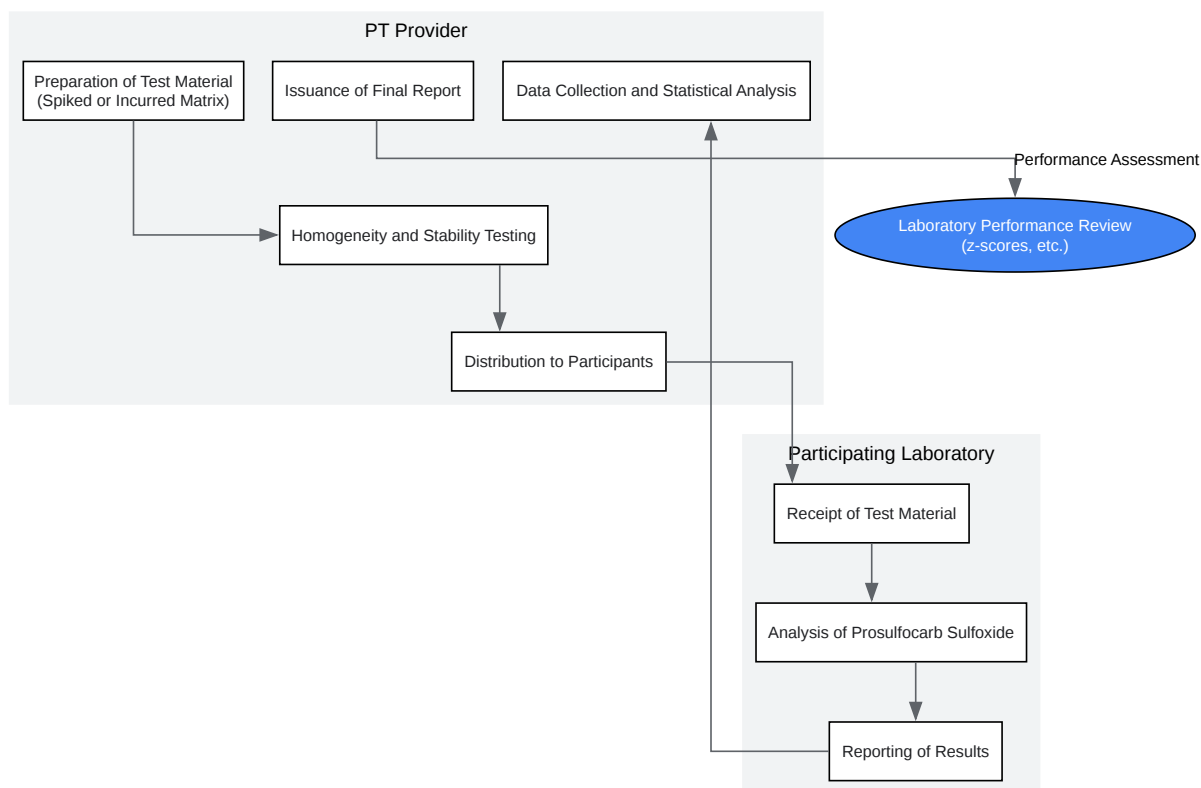 PT Provider
Preparation of Test Material
(Spiked or Incurred Matrix)
Issuance of Final Report
Data Collection and Statistical Analysis
Performance Assessment
Laboratory Performance Review
(z-scores, etc.)
Homogeneity and Stability Testing
Distribution to Participants
Participating Laboratory
Receipt of Test Material
Analysis of Prosulfocarb Sulfoxide
Reporting of Results